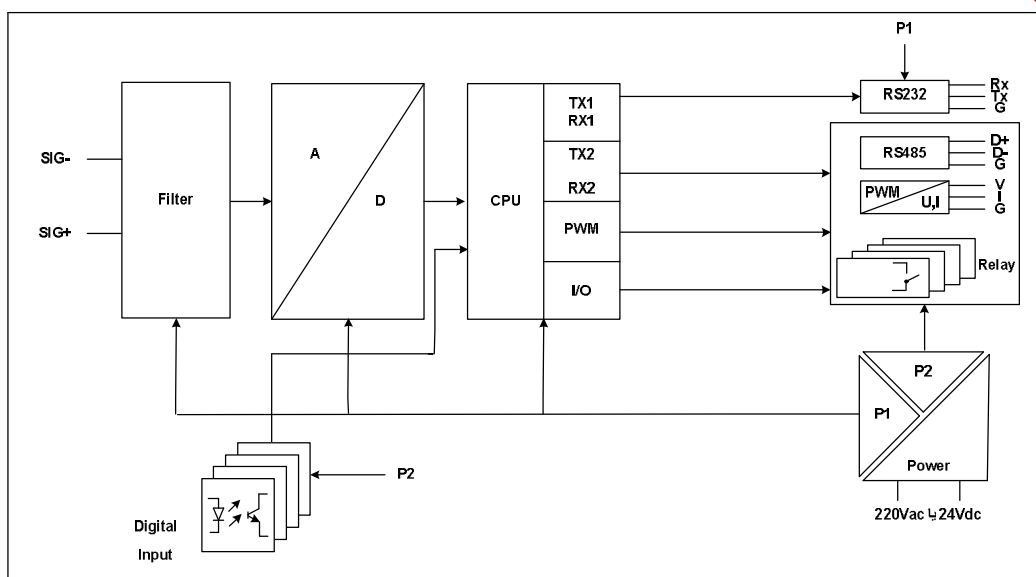 P1
TX1
RX1
RS232
Rx
Tx
G
SIG-
SIG+
Filter
A
D
CPU
TX2
RX2
PWM
I/O
RS485
D+
D-
G
PWM
U,I
V
I
G
Relay
P2
P1
Power
P2
220Vac
24Vdc
Digital
Input